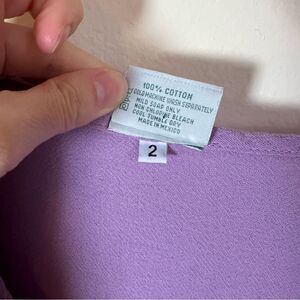 100% COTTON
COLD MACHINE WASH SEPARATELY
MILD SOAP ONLY
NON CHLORINE BLEACH
COOL TUMBLE DRY
MADE IN MEXICO
2